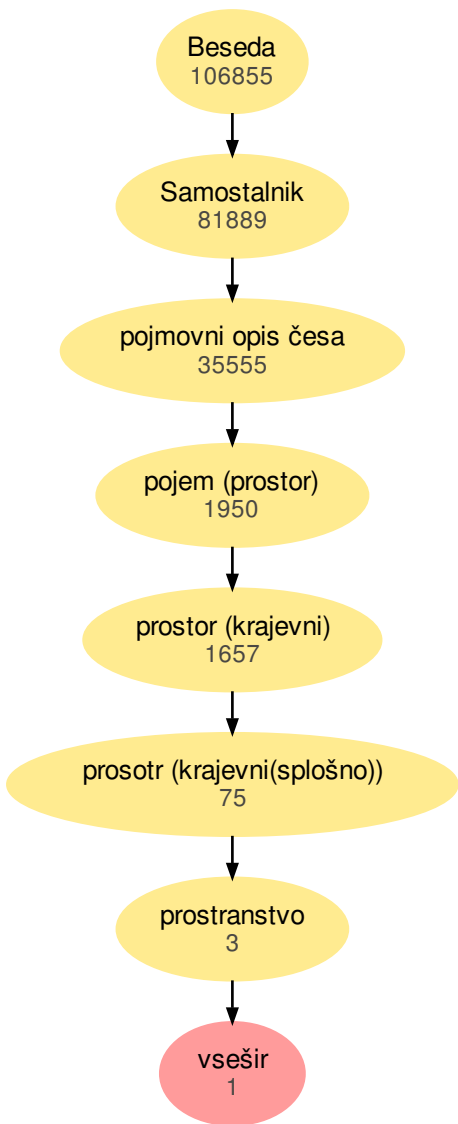 Beseda
106855
Samostalnik
81889
pojmovni opis česa
35555
pojem (prostor)
1950
prostor (krajevni)
1657
prosotr (krajevni(splošno))
75
prostranstvo
3
vsešir
1